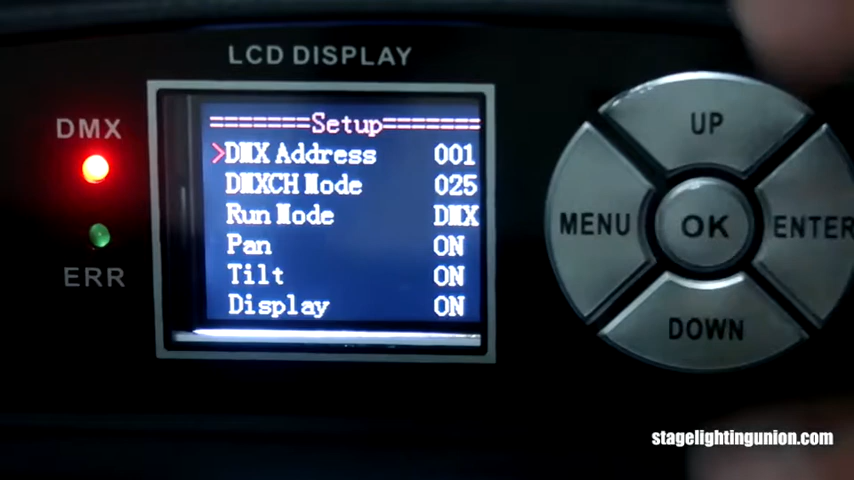 LCD DISPLAY
DMX
ERR
=======Setup=======
>DMX Address 001
DMXCH Mode 025
Run Mode DMX
Pan ON
Tilt ON
Display ON
UP
MENU
OK
ENTER
DOWN
stagelightingunion.com